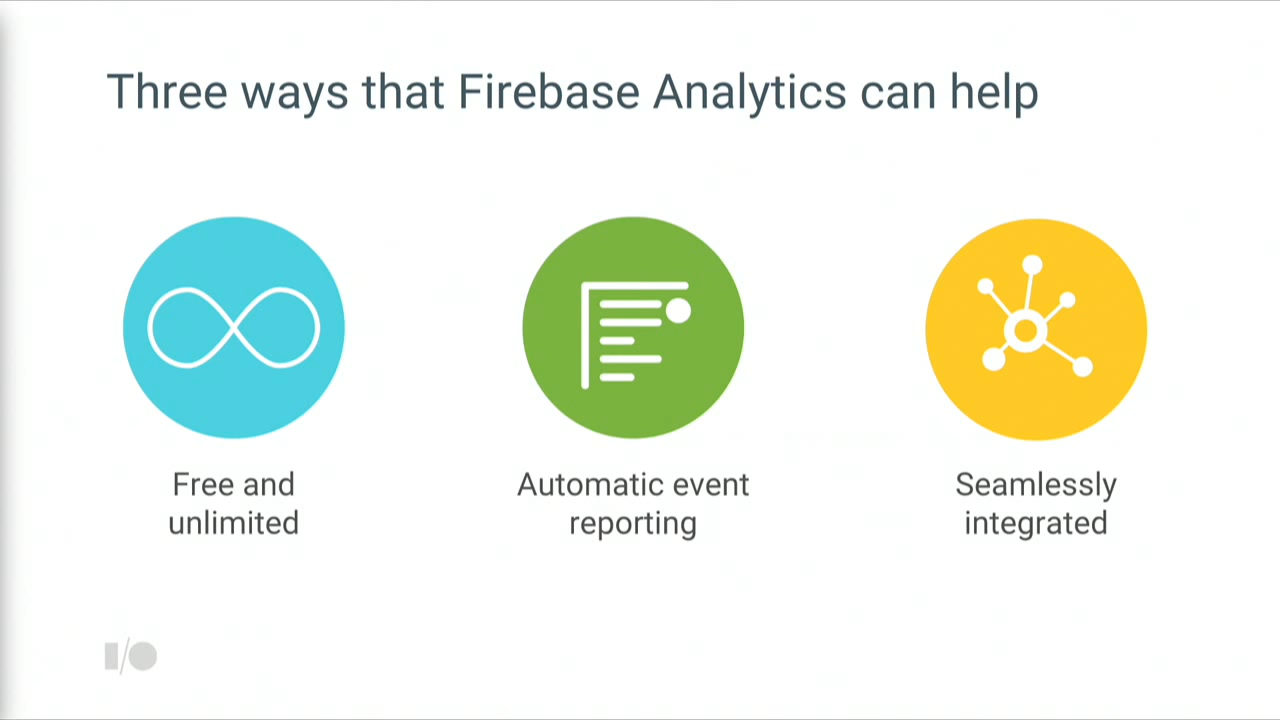 Three ways that Firebase Analytics can help
Free and
unlimited
Automatic event
reporting
Seamlessly
integrated
I/O